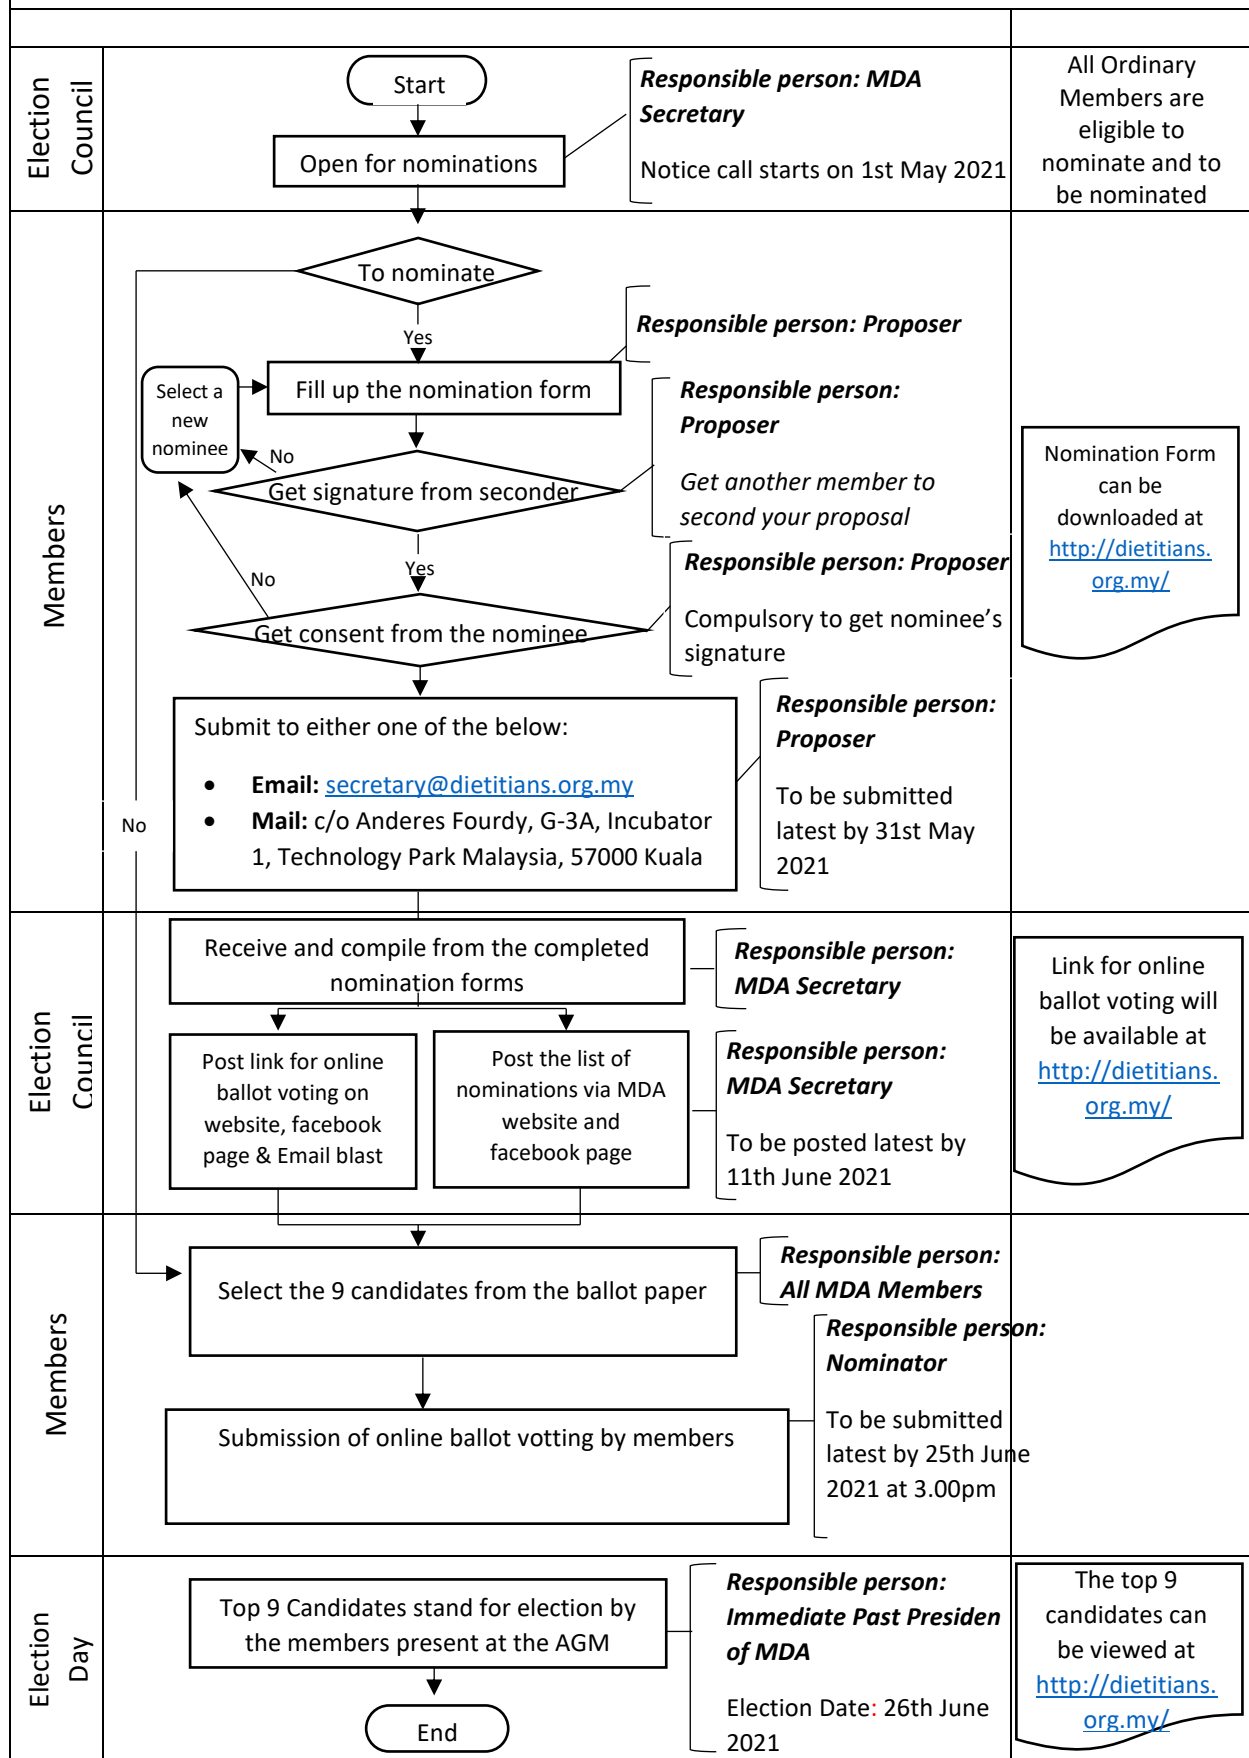 Election
Council
Start
Open for nominations
Responsible person: MDA
Secretary
Notice call starts on 1st May 2021
All Ordinary
Members are
eligible to
nominate and to
be nominated
Members
To nominate
Yes
Responsible person: Proposer
Select a
new
nominee
Fill up the nomination form
No
Get signature from seconder
Responsible person:
Proposer
Get another member to
second your proposal
No
Yes
Get consent from the nominee
Responsible person: Proposer
Compulsory to get nominee’s
signature
Nomination Form
can be
downloaded at
http://dietitians.
org.my/
Submit to either one of the below:
• Email: secretary@dietitians.org.my
• Mail: c/o Anderes Fourdy, G-3A, Incubator
1, Technology Park Malaysia, 57000 Kuala
No
Responsible person:
Proposer
To be submitted
latest by 31st May
2021
Election
Council
Receive and compile from the completed
nomination forms
Responsible person:
MDA Secretary
Post link for online
ballot voting on
website, facebook
page & Email blast
Post the list of
nominations via MDA
website and
facebook page
Responsible person:
MDA Secretary
To be posted latest by
11th June 2021
Link for online
ballot voting will
be available at
http://dietitians.
org.my/
Members
Select the 9 candidates from the ballot paper
Responsible person:
All MDA Members
Submission of online ballot votting by members
Responsible person:
Nominator
To be submitted
latest by 25th June
2021 at 3.00pm
Election
Day
Top 9 Candidates stand for election by
the members present at the AGM
End
Responsible person:
Immediate Past Presiden
of MDA
Election Date: 26th June
2021
The top 9
candidates can
be viewed at
http://dietitians.
org.my/